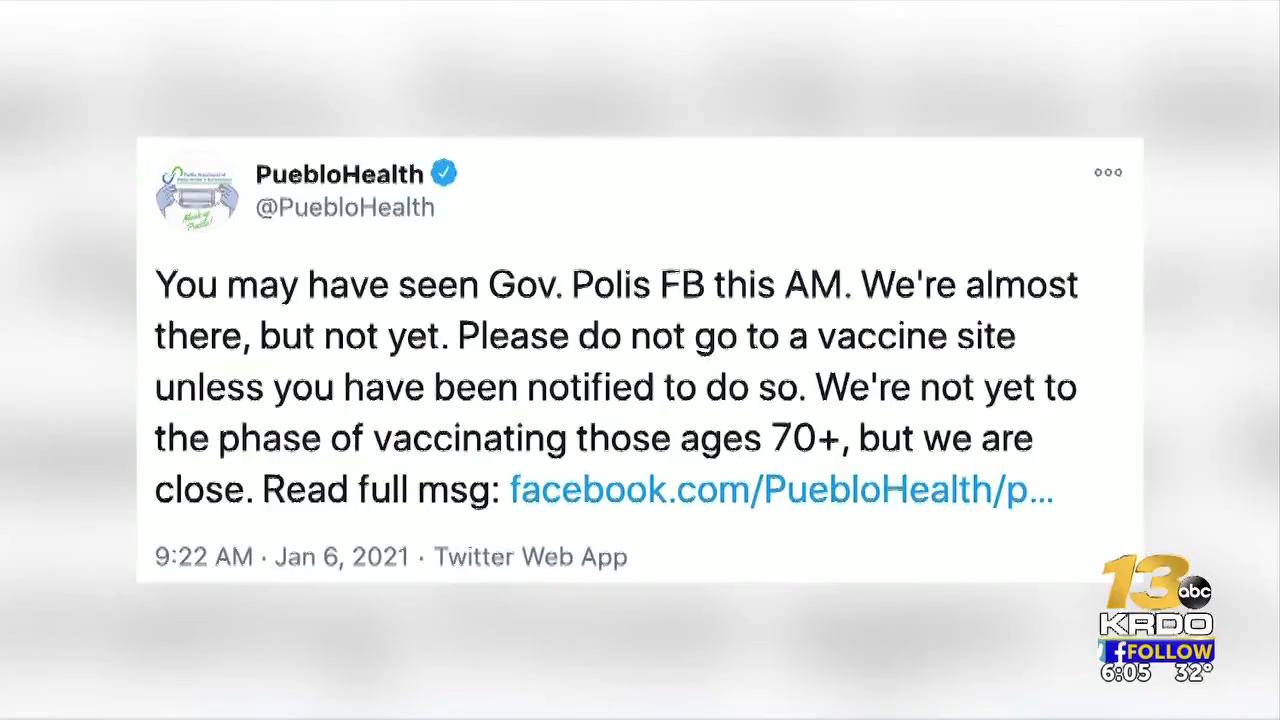 PuebloHealth
@PuebloHealth
You may have seen Gov. Polis FB this AM. We're almost
there, but not yet. Please do not go to a vaccine site
unless you have been notified to do so. We're not yet to
the phase of vaccinating those ages 70+, but we are
close. Read full msg: facebook.com/PuebloHealth/p...
9:22 AM · Jan 6, 2021 · Twitter Web App
13 abc
KRDO
f FOLLOW
6:05 32°